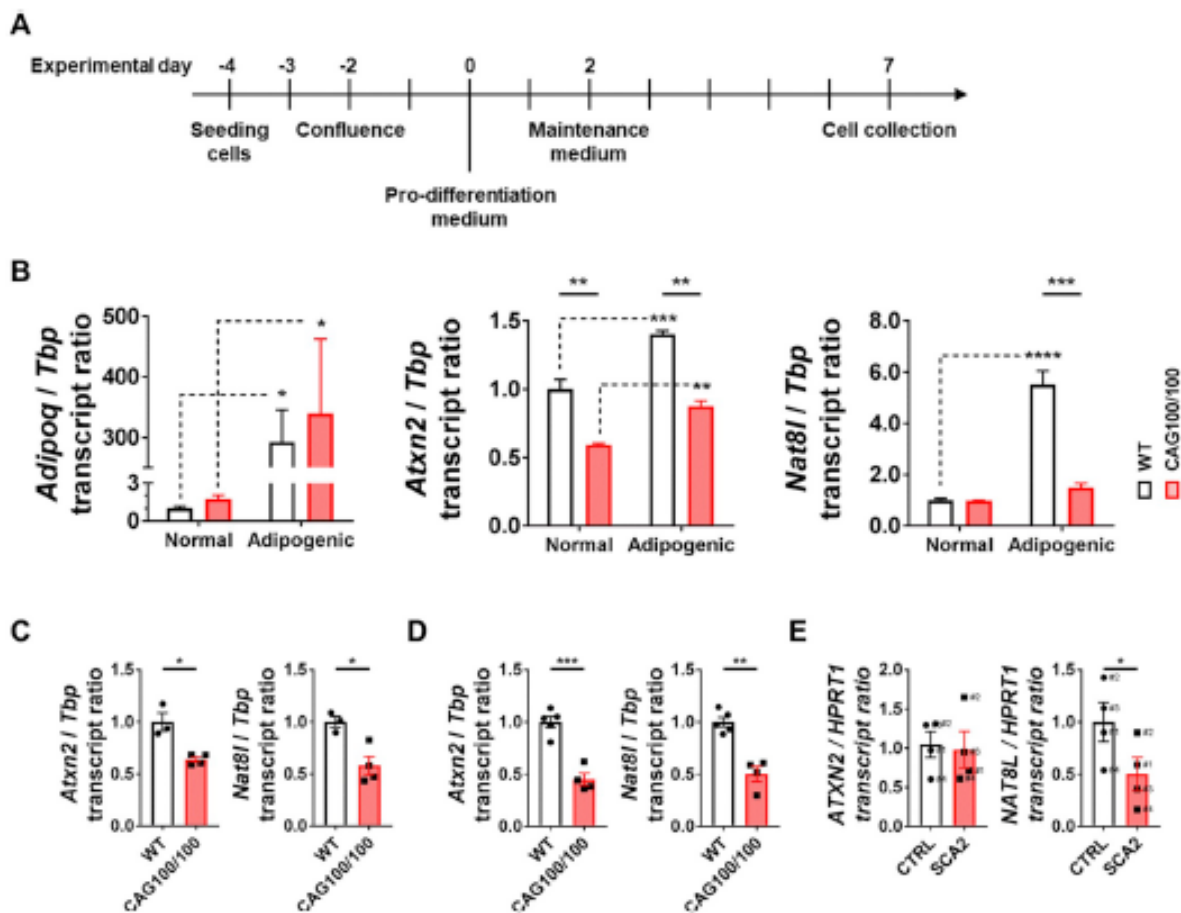 A
Experimental day -4 -3 -2 0 2 7
Seeding cells
Confluence
Maintenance medium
Cell collection
Pro-differentiation medium
B
Adipoq / Tbp
transcript ratio
500
400
300
3
0
*
*
Normal Adipogenic
Atxn2 / Tbp
transcript ratio
1.5
1.0
0.5
0.0
**
**
***
**
Normal Adipogenic
Nat8l / Tbp
transcript ratio
8.0
6.0
4.0
2.0
0.0
***
****
Normal Adipogenic
WT
CAG100/100
C
Atxn2 / Tbp
transcript ratio
1.5
1.0
0.5
0.0
*
WT
CAG100/100
Nat8l / Tbp
transcript ratio
1.5
1.0
0.5
0.0
*
WT
CAG100/100
D
Atxn2 / Tbp
transcript ratio
1.5
1.0
0.5
0.0
***
WT
CAG100/100
Nat8l / Tbp
transcript ratio
1.5
1.0
0.5
0.0
**
WT
CAG100/100
E
ATXN2 / HPRT1
transcript ratio
2.0
1.5
1.0
0.5
0.0
CTRL
SCA2
NAT8L / HPRT1
transcript ratio
1.5
1.0
0.5
0.0
*
CTRL
SCA2